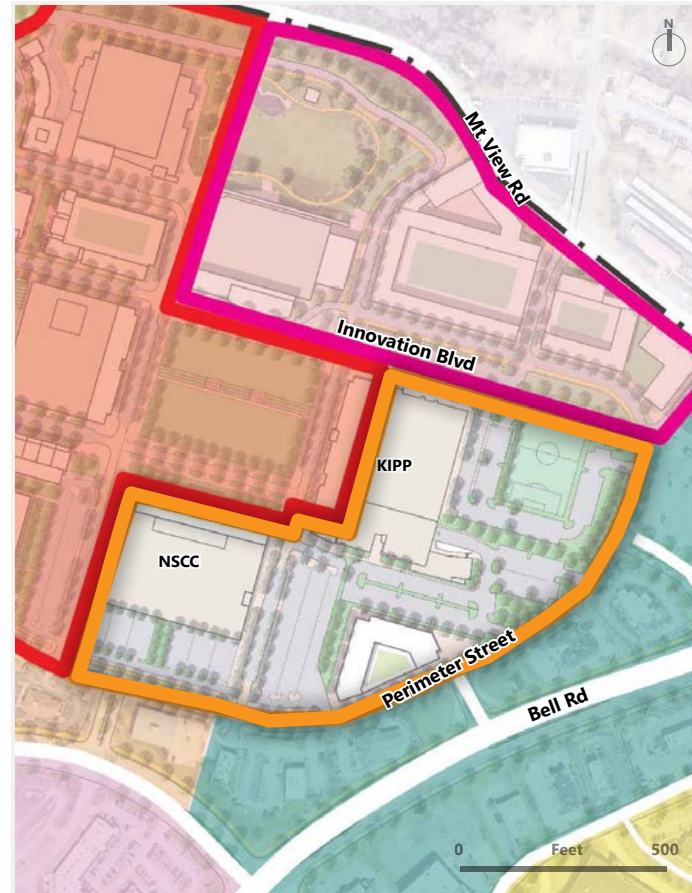 N
Mt View Rd
Innovation Blvd
KIPP
NSCC
Perimeter Street
Bell Rd
0 Feet 500